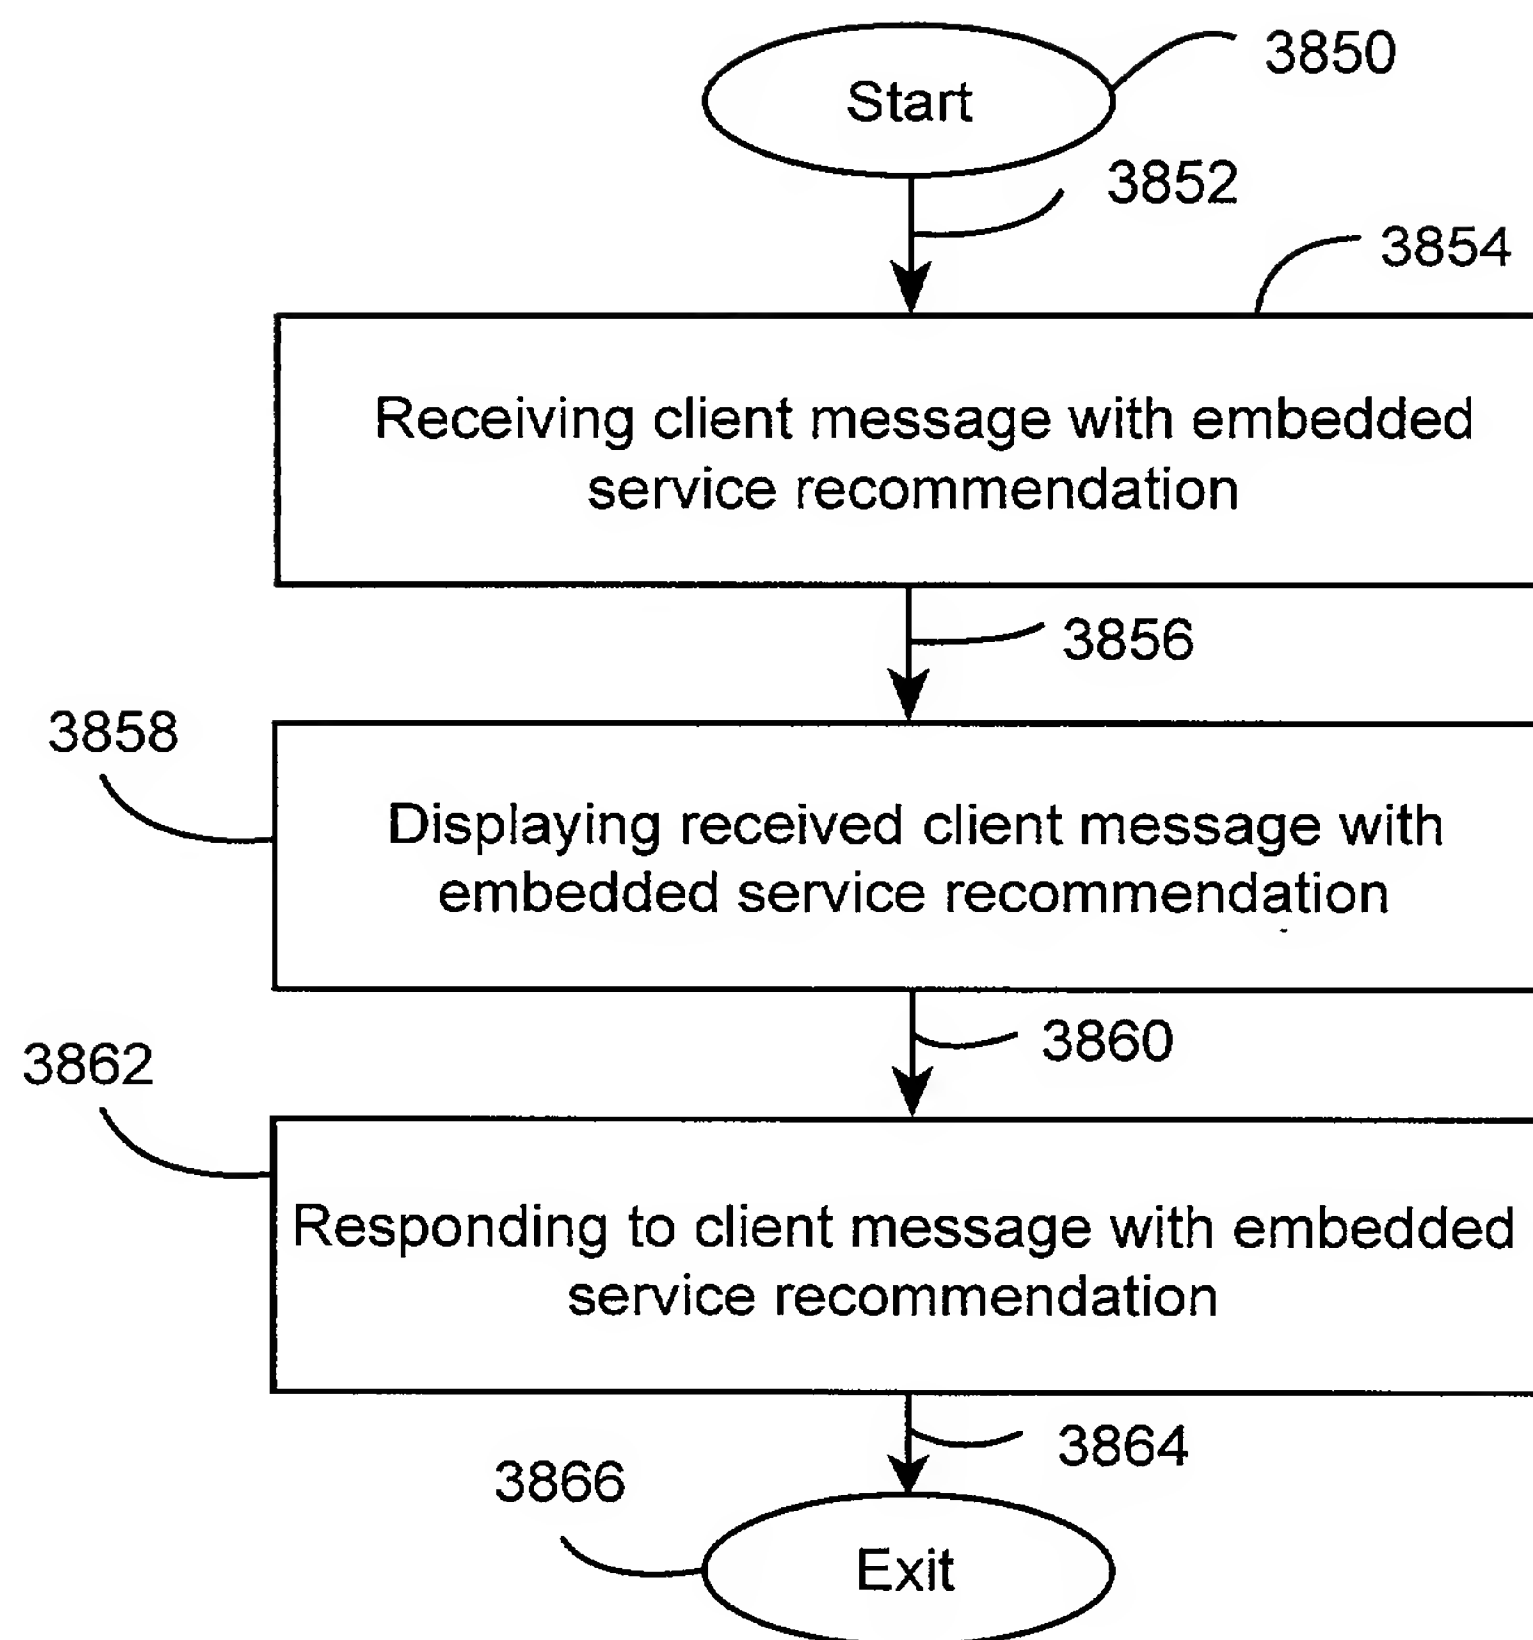 Start
3850
3852
3854
Receiving client message with embedded
service recommendation
3856
3858
Displaying received client message with
embedded service recommendation
3860
3862
Responding to client message with embedded
service recommendation
3864
3866
Exit